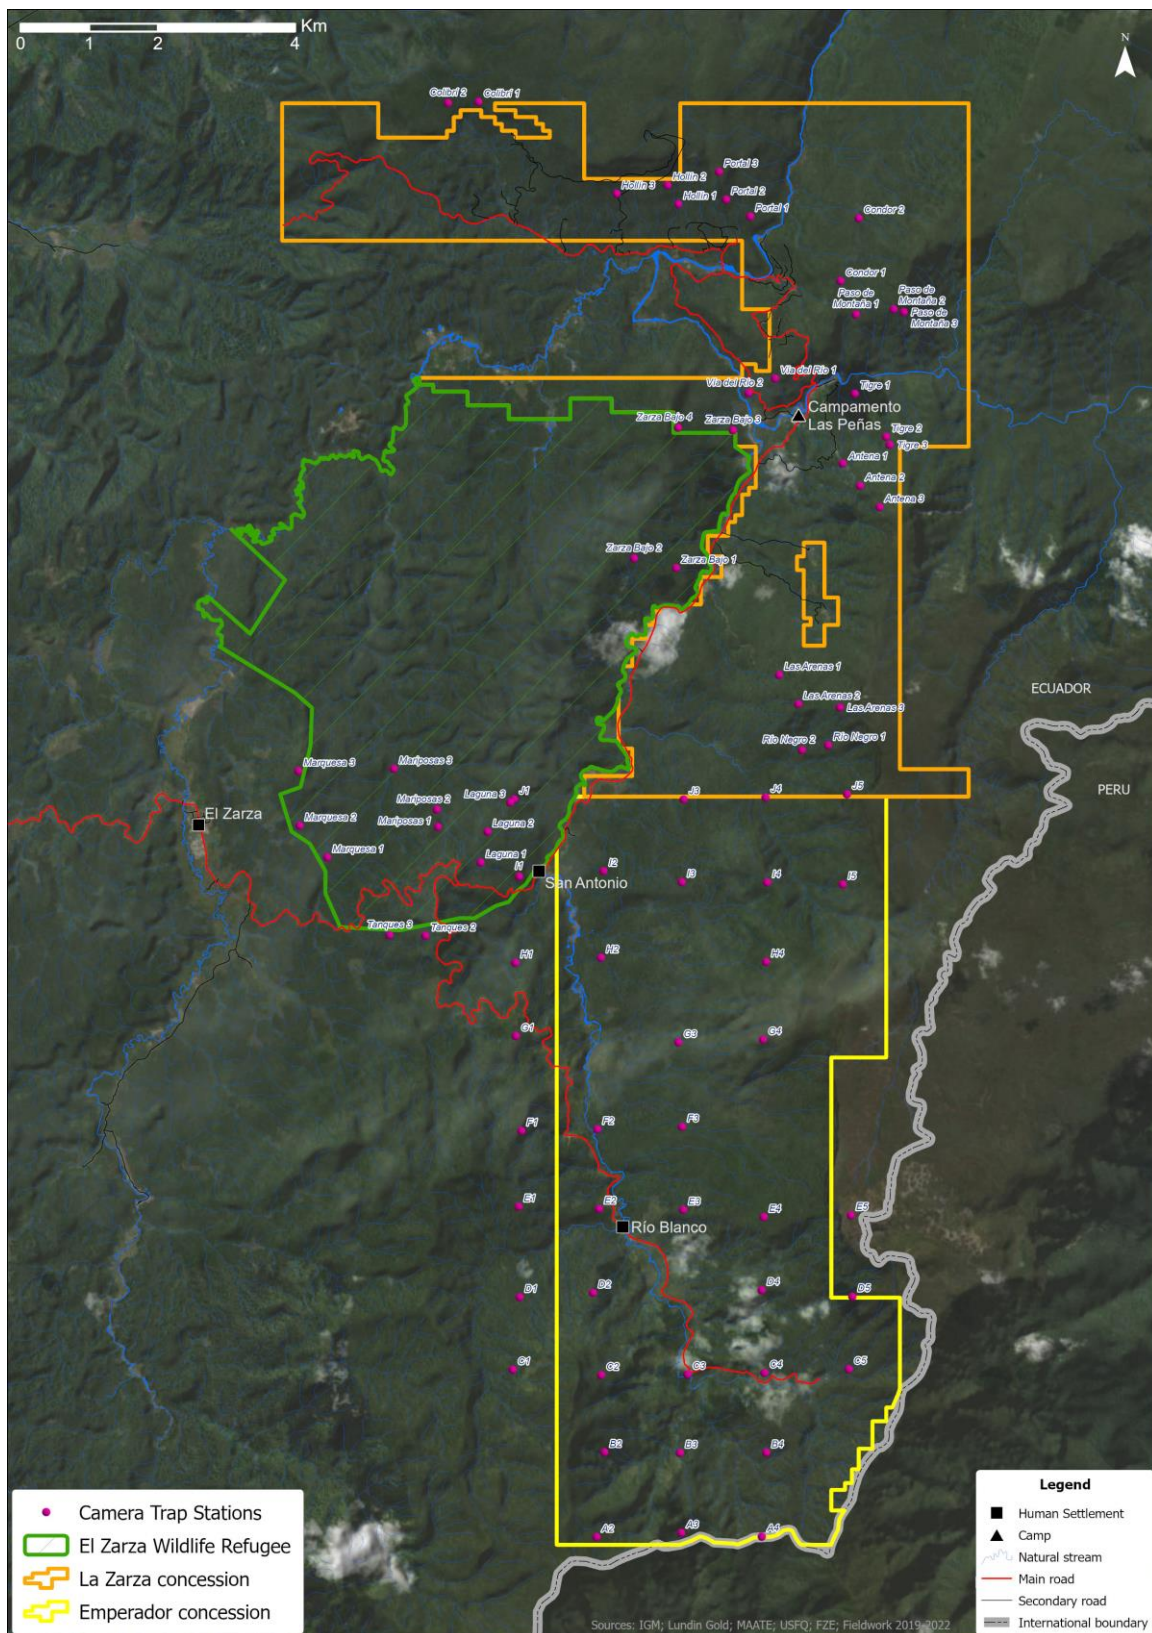 Km
0 1 2 4
N
Colibrí 2
Colibrí 1
Portal 3
Hollín 2
Hollín 3
Portal 2
Hollín 1
Portal 1
Condor 2
Condor 1
Paso de
Montaña 1
Paso de
Montaña 2
Paso de
Montaña 3
Vía del Río 1
Vía del Río 2
Tigre 1
Campamento
Las Peñas
Zarza Bajo 4
Zarza Bajo 3
Tigre 2
Tigre 3
Antena 1
Antena 2
Antena 3
Zarza Bajo 2
Zarza Bajo 1
Las Arenas 1
ECUADOR
Las Arenas 2
Las Arenas 3
Río Negro 2
Río Negro 1
Marquesa 3
Mariposas 3
PERU
Laguna 3
J1
J3
J4
J5
El Zarza
Mariposas 2
Marquesa 2
Mariposas 1
Laguna 2
Marquesa 1
Laguna 1
I1
I2
San Antonio
I3
I4
I5
Tanques 3
Tanques 2
H1
H2
H4
G1
G3
G4
F1
F2
F3
E1
E2
E3
E4
E5
Río Blanco
D1
D2
D4
D5
C1
C2
C3
C4
C5
B2
B3
B4
A2
A3
A4
Camera Trap Stations
El Zarza Wildlife Refugee
La Zarza concession
Emperador concession
Legend
Human Settlement
Camp
Natural stream
Main road
Secondary road
International boundary
Sources: IGM; Lundin Gold; MAATE; USFQ; FZE; Fieldwork 2019-2022